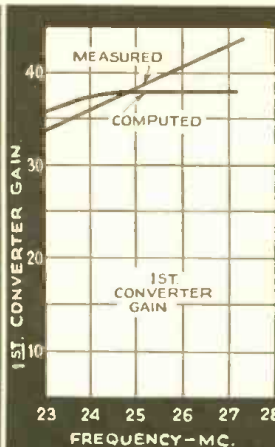 1ST. CONVERTER GAIN.
40
30
20
10
MEASURED
COMPUTED
1ST.
CONVERTER
GAIN
23 24 25 26 27 28
FREQUENCY-MC.